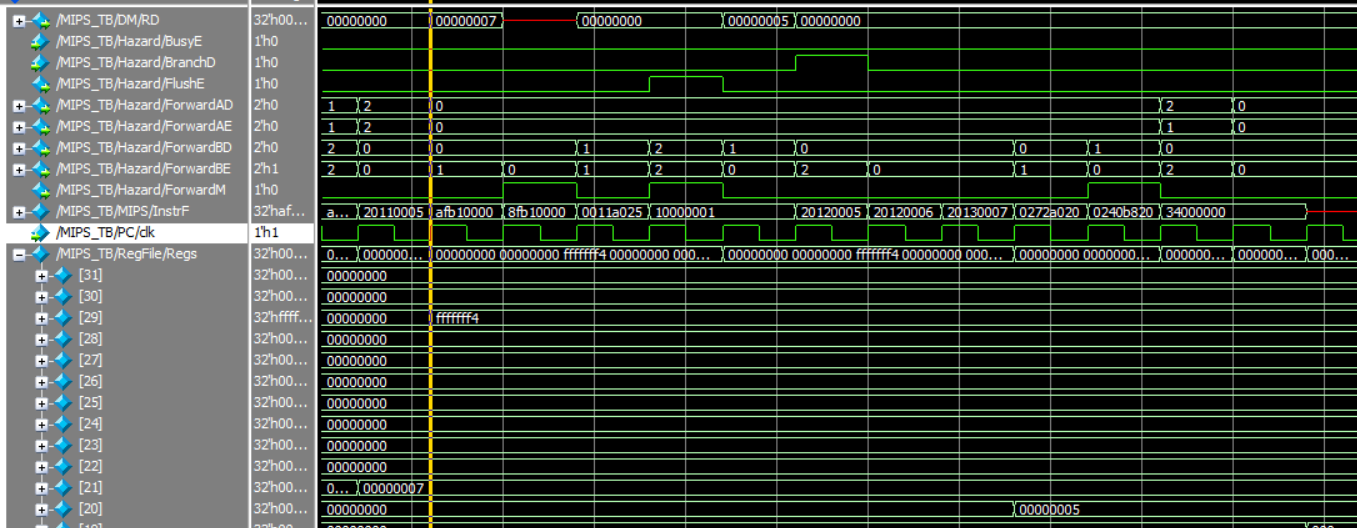 /MIPS_TB/DM/RD 32'h00... 00000000 00000007 00000000 00000005 00000000
/MIPS_TB/Hazard/BusyE 1'h0
/MIPS_TB/Hazard/BranchD 1'h0
/MIPS_TB/Hazard/FlushE 1'h0
/MIPS_TB/Hazard/ForwardAD 2'h0 1 2 0 2 0
/MIPS_TB/Hazard/ForwardAE 2'h0 1 2 0 1 0
/MIPS_TB/Hazard/ForwardBD 2'h0 2 0 0 1 2 1 0 0 1 0
/MIPS_TB/Hazard/ForwardBE 2'h1 2 0 1 0 1 2 0 2 0 1 0 2 0
/MIPS_TB/Hazard/ForwardM 1'h0
/MIPS_TB/MIPS/InstrF 32'haf... a... 20110005 afb10000 8fb10000 0011a025 10000001 20120005 20120006 20130007 0272a020 0240b820 34000000
/MIPS_TB/PC/clk 1'h1
/MIPS_TB/RegFile/Regs 32'h00... 0... 000000... 00000000 00000000 fffffff4 00000000 000... 00000000 00000000 fffffff4 00000000 000... 00000000 0000000... 000000... 000000... 000...
[31] 32'h00... 00000000
[30] 32'h00... 00000000
[29] 32'hffff... 00000000 fffffff4
[28] 32'h00... 00000000
[27] 32'h00... 00000000
[26] 32'h00... 00000000
[25] 32'h00... 00000000
[24] 32'h00... 00000000
[23] 32'h00... 00000000
[22] 32'h00... 00000000
[21] 32'h00... 0... 00000007
[20] 32'h00... 00000000 00000005